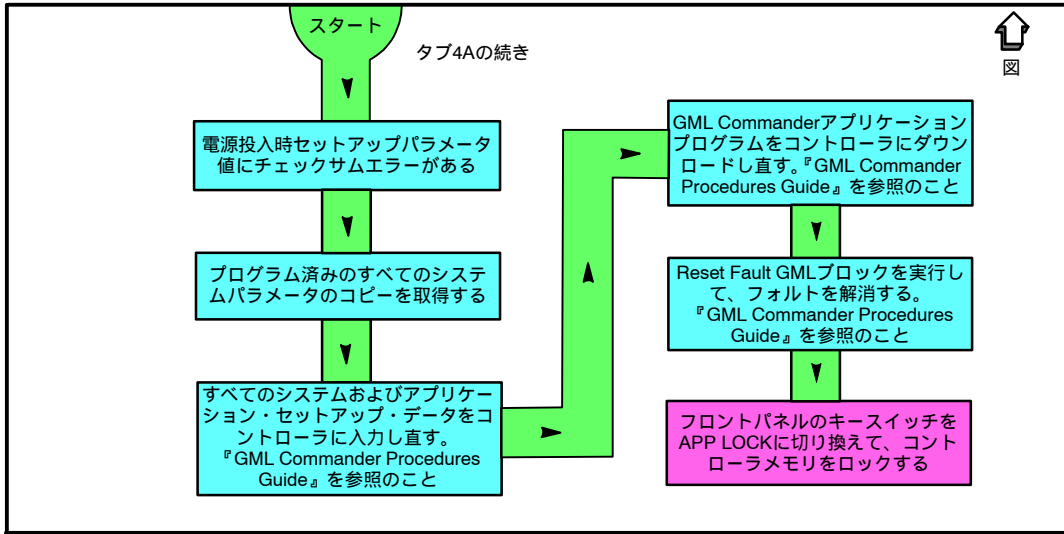 スタート
タブ4Aの続き
図
電源投入時セットアップパラメータ
値にチェックサムエラーがある
プログラム済みのすべてのシステ
ムパラメータのコピーを取得する
すべてのシステムおよびアプリケー
ション・セットアップ・データをコ
ントローラに入力し直す。
『GML Commander Procedures
Guide』を参照のこと
GML Commanderアプリケーション
プログラムをコントローラにダウン
ロードし直す。『GML Commander
Procedures Guide』を参照のこと
Reset Fault GMLブロックを実行し
て、フォルトを解消する。
『GML Commander Procedures
Guide』を参照のこと
フロントパネルのキースイッチを
APP LOCKに切り換えて、コント
ローラメモリをロックする